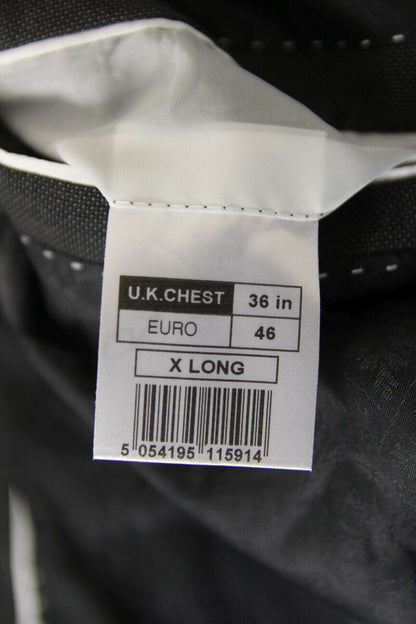 U.K.CHEST 36 in
EURO 46
X LONG
5 054195 115914